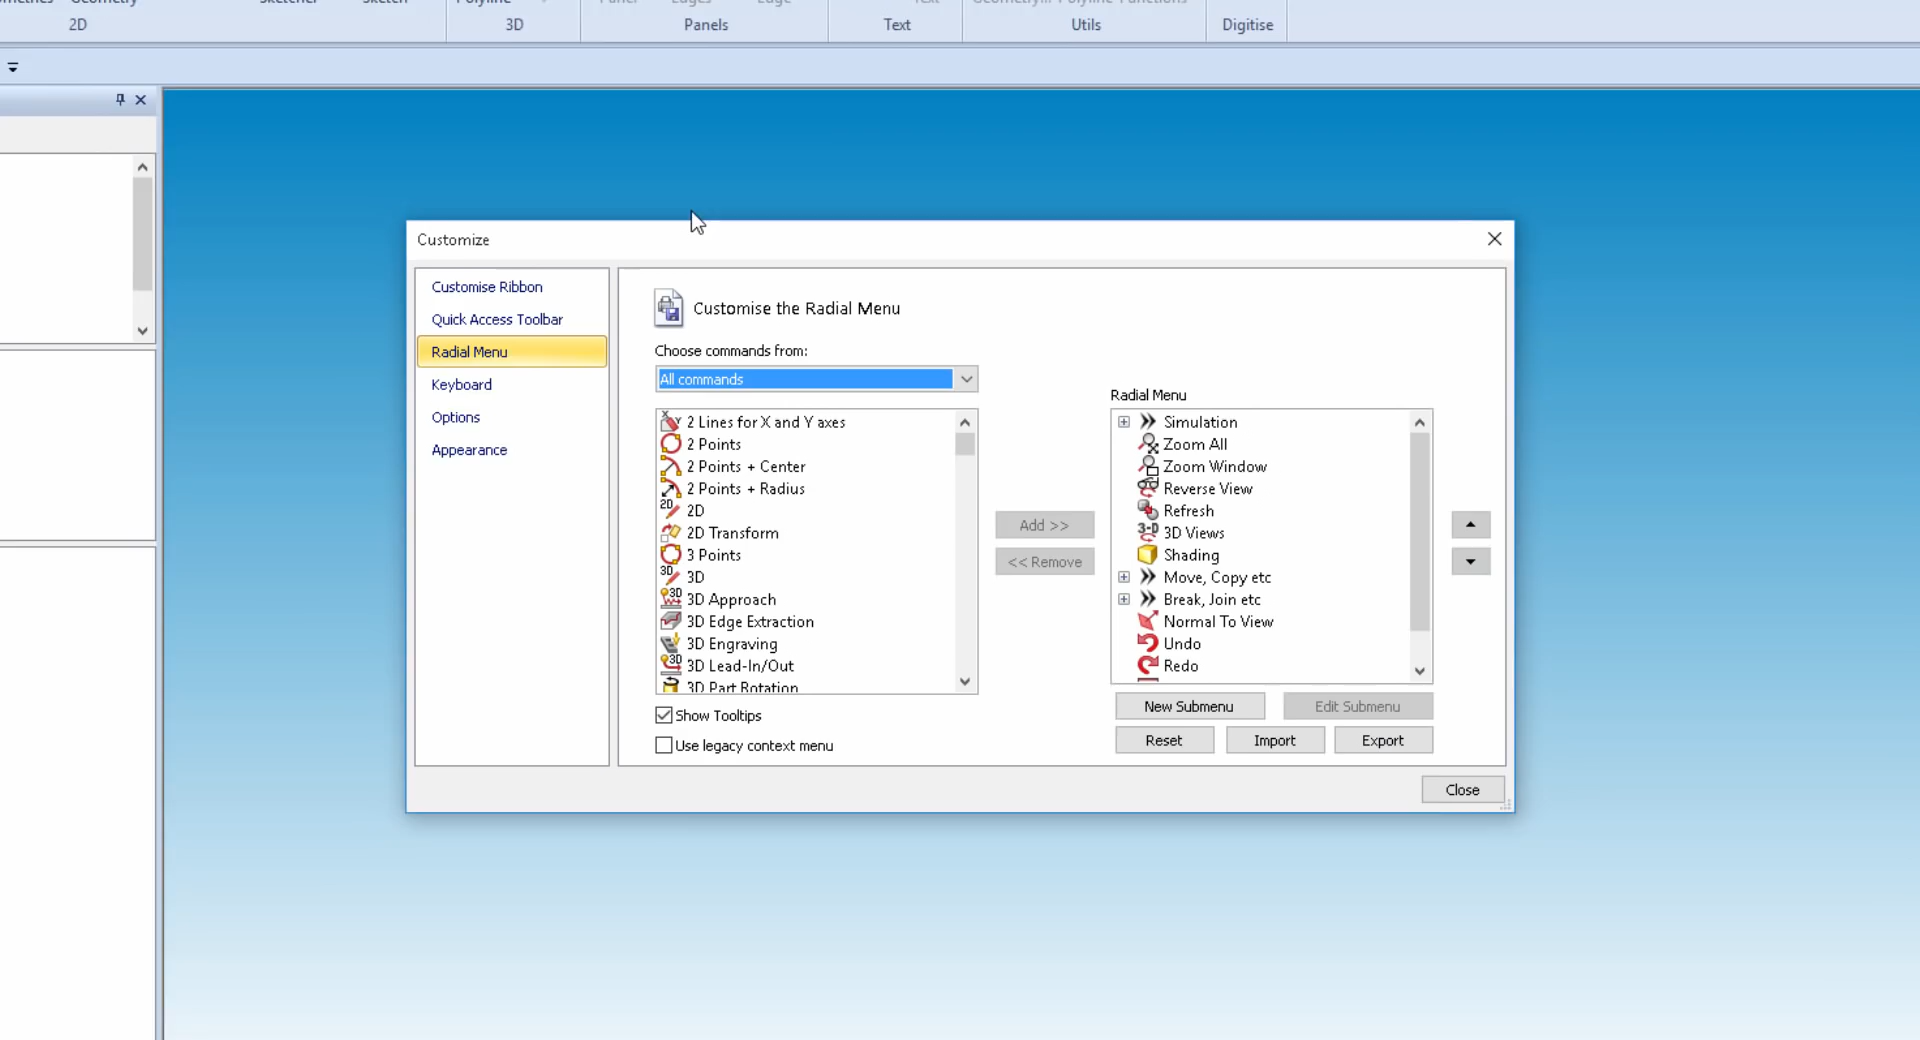 2D
3D
Panels
Text
Utils
Digitise
Customize
Customise Ribbon
Quick Access Toolbar
Radial Menu
Keyboard
Options
Appearance
Customise the Radial Menu
Choose commands from:
All commands
2 Lines for X and Y axes
2 Points
2 Points + Center
2 Points + Radius
2D
2D Transform
3 Points
3D
3D Approach
3D Edge Extraction
3D Engraving
3D Lead-In/Out
3D Part Rotation
Show Tooltips
Use legacy context menu
Add >>
<< Remove
Radial Menu
Simulation
Zoom All
Zoom Window
Reverse View
Refresh
3D Views
Shading
Move, Copy etc
Break, Join etc
Normal To View
Undo
Redo
New Submenu
Edit Submenu
Reset
Import
Export
Close